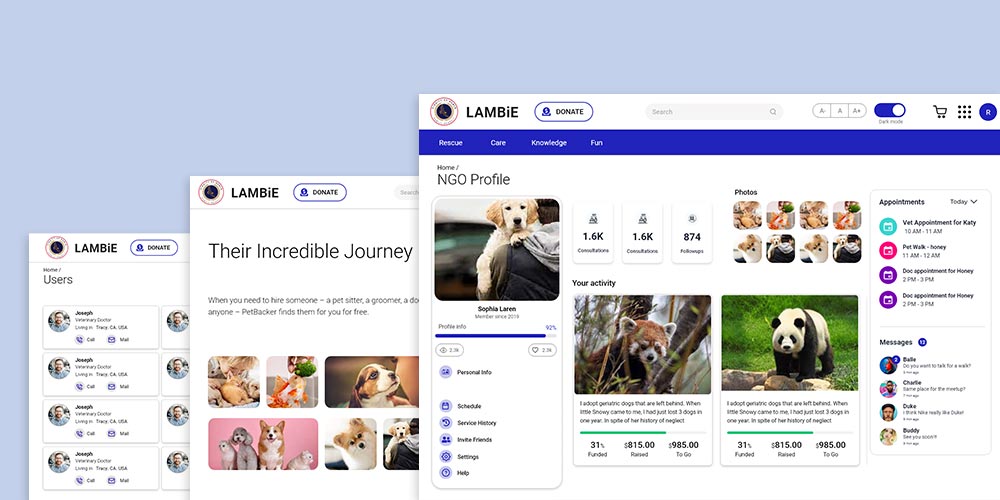 LAMBiE
DONATE
Search
A-
A
A+
Dark mode
R
Rescue
Care
Knowledge
Fun
Home /
NGO Profile
Sophia Laren
Member since 2019
Profile info
92%
2.3k
2.3k
Personal Info
Schedule
Service History
Invite Friends
Settings
Help
1.6K
Consultations
1.6K
Consultations
874
Followups
Photos
Your activity
I adopt geriatric dogs that are left behind. When
little Snowy came to me, I had just lost 3 dogs in
one year. In spite of her history of neglect
31%
Funded
$815.00
Raised
$985.00
To Go
I adopt geriatric dogs that are left behind. When
little Snowy came to me, I had just lost 3 dogs in
one year. In spite of her history of neglect
31%
Funded
$815.00
Raised
$985.00
To Go
Appointments
Today
Vet Appointment for Katy
10 AM - 11 AM
Pet Walk - honey
11 AM - 12 AM
Doc appointment for Honey
2 PM - 3 PM
Doc appointment for Honey
2 PM - 3 PM
Messages
12
2
Balle
Do you want to talk for a walk?
Charlie
Same place for the meetup?
Duke
I think Nike really like Duke!
Buddy
See you soon!!
LAMBiE
DONATE
Search
Their Incredible Journey
When you need to hire someone – a pet sitter, a groomer, a do
anyone – PetBacker finds them for you for free.
LAMBiE
DONATE
Home /
Users
Joseph
Veterinary Doctor
Living in Tracy, CA, USA
Call
Mail
Joseph
Veterinary Doctor
Living in Tracy, CA, USA
Call
Mail
Joseph
Veterinary Doctor
Living in Tracy, CA, USA
Call
Mail
Joseph
Veterinary Doctor
Living in Tracy, CA, USA
Call
Mail